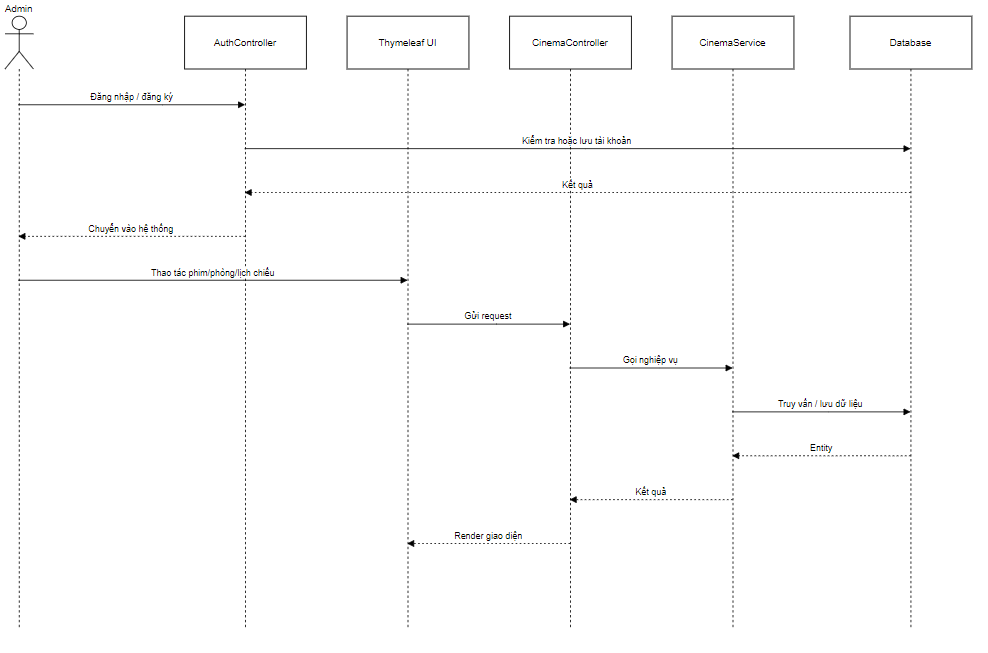 Admin
AuthController
Thymeleaf UI
CinemaController
CinemaService
Database
Đăng nhập / đăng ký
Kiểm tra hoặc lưu tài khoản
Kết quả
Chuyển vào hệ thống
Thao tác phim/phòng/lịch chiếu
Gửi request
Gọi nghiệp vụ
Truy vấn / lưu dữ liệu
Entity
Kết quả
Render giao diện